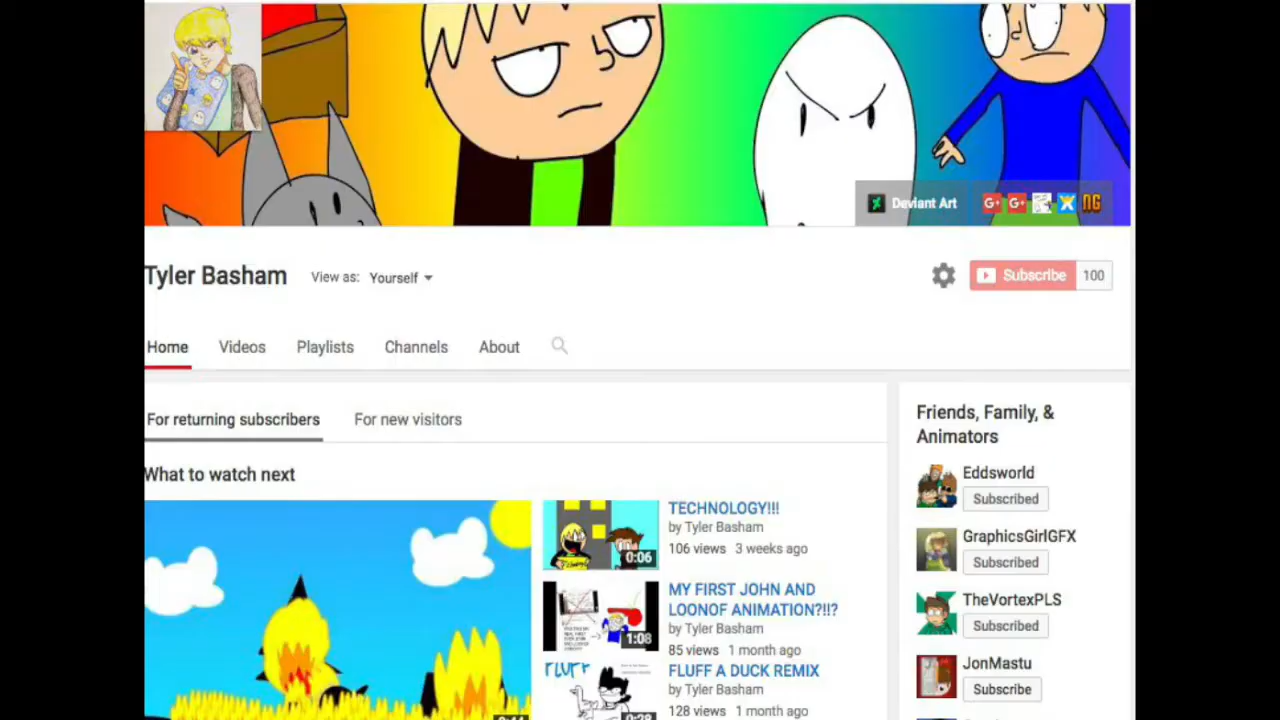 Deviant Art G+ G+ NG
Tyler Basham View as: Yourself
Subscribe 100
Home Videos Playlists Channels About
For returning subscribers For new visitors
What to watch next
TECHNOLOGY!!!
by Tyler Basham
106 views 3 weeks ago
0:06
MY FIRST JOHN AND
LOONOF ANIMATION?!!?
by Tyler Basham
85 views 1 month ago
1:08
FLUFF
FLUFF A DUCK REMIX
by Tyler Basham
128 views 1 month ago
Friends, Family, &
Animators
Eddsworld
Subscribed
GraphicsGirlGFX
Subscribed
TheVortexPLS
Subscribed
JonMastu
Subscribe